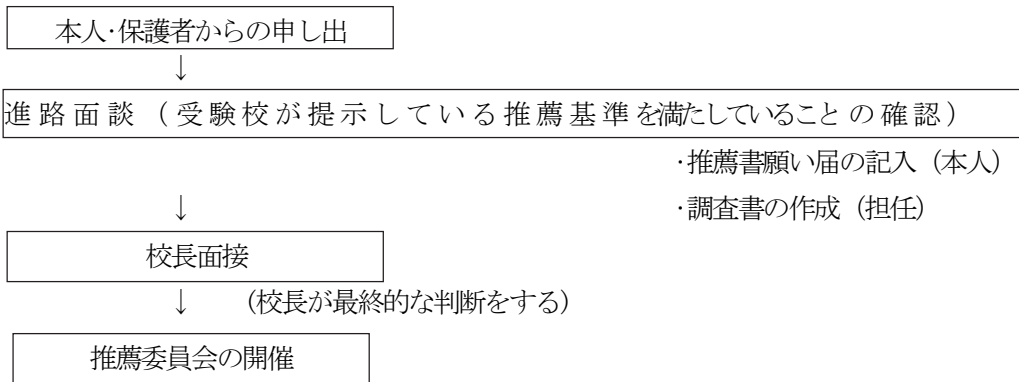 本人･保護者からの申し出
↓
進路面談（受験校が提示している推薦基準を満たしていることの確認）
･推薦書願い届の記入（本人）
↓
･調査書の作成（担任）
校長面接
↓ （校長が最終的な判断をする）
推薦委員会の開催